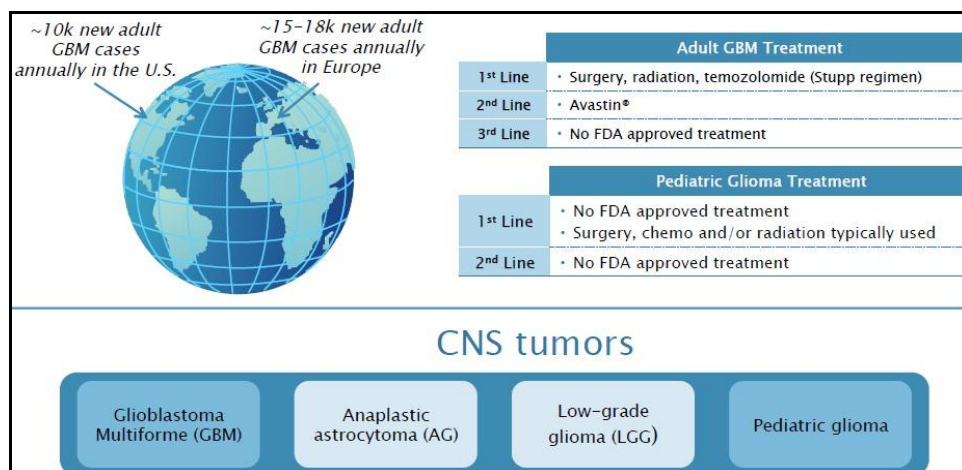 ~10k new adult
GBM cases
annually in the U.S.
~15-18k new adult
GBM cases annually
in Europe
Adult GBM Treatment
1st Line
• Surgery, radiation, temozolomide (Stupp regimen)
2nd Line
• Avastin®
3rd Line
• No FDA approved treatment
Pediatric Glioma Treatment
1st Line
• No FDA approved treatment
• Surgery, chemo and/or radiation typically used
2nd Line
• No FDA approved treatment
CNS tumors
Glioblastoma
Multiforme (GBM)
Anaplastic
astrocytoma (AG)
Low-grade
glioma (LGG)
Pediatric glioma